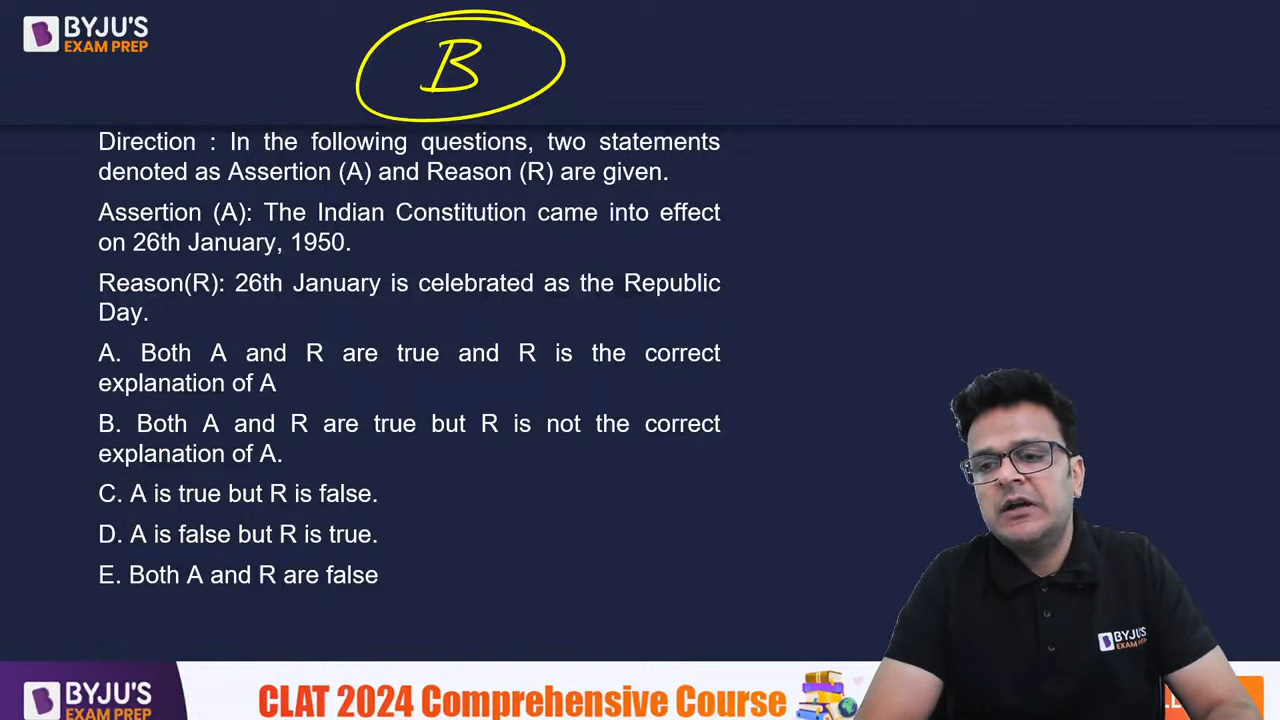 BYJU'S
EXAM PREP
B
Direction : In the following questions, two statements
denoted as Assertion (A) and Reason (R) are given.
Assertion (A): The Indian Constitution came into effect
on 26th January, 1950.
Reason(R): 26th January is celebrated as the Republic
Day.
A. Both A and R are true and R is the correct
explanation of A
B. Both A and R are true but R is not the correct
explanation of A.
C. A is true but R is false.
D. A is false but R is true.
E. Both A and R are false
BYJU'S
EXAM PREP
BYJU'S
EXAM PREP
CLAT 2024 Comprehensive Course